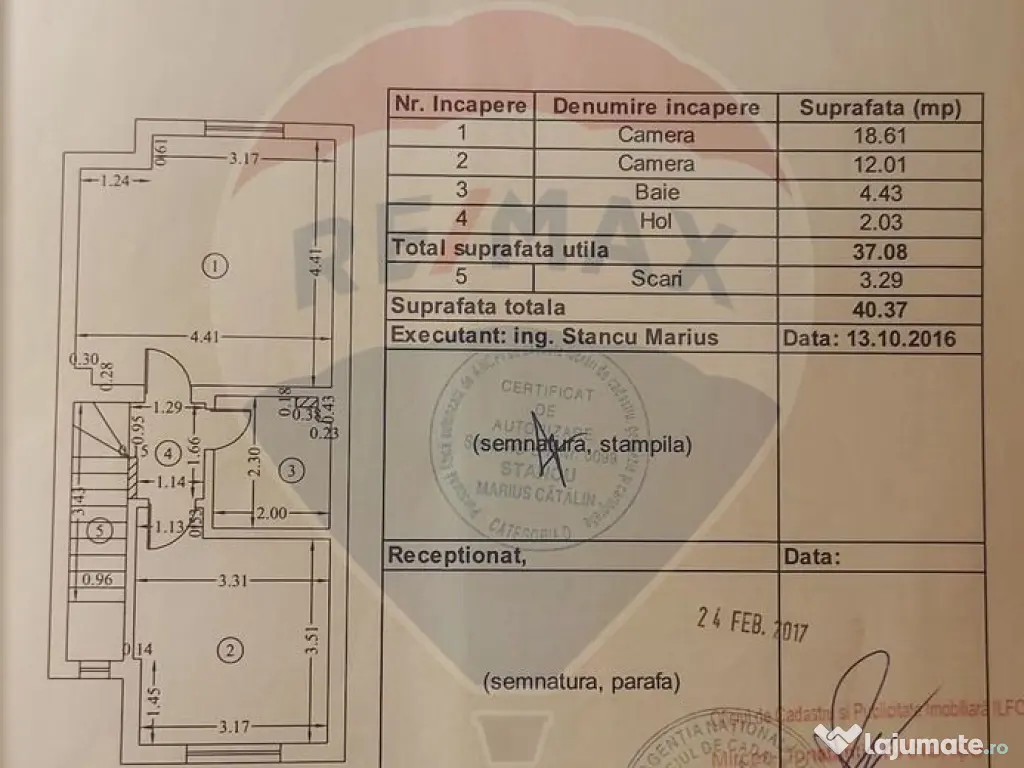 Nr. Incapere Denumire incapere Suprafata (mp)
1 Camera 18.61
2 Camera 12.01
3 Baie 4.43
4 Hol 2.03
Total suprafata utila 37.08
5 Scari 3.29
Suprafata totala 40.37
Executant: ing. Stancu Marius Data: 13.10.2016
CERTIFICAT
DE
AUTORIZARE
(semnatura, stampila)
STANCU
MARIUS CĂTĂLIN
Receptionat, Data:
24 FEB. 2017
(semnatura, parafa)
RE/MAX
0.61
3.17
1.24
1
4.41
4.41
0.30
0.28
1.29
0.18
0.43
0.23
0.95
5
4
1.66
2.30
3
1.14
2.00
3.43
5
1.13
0.96
3.31
2
3.51
0.14
1.45
3.17
Cadastru si Publicitate Imobiliară
lajumate.ro